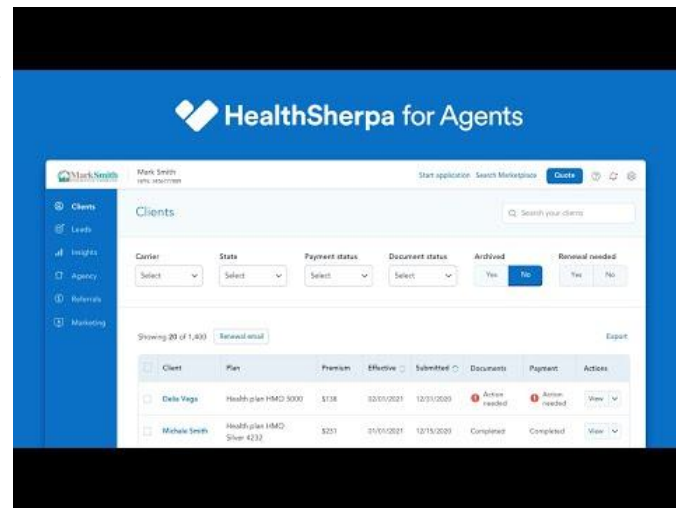 HealthSherpa for Agents
MarkSmith
Mark Smith
Start application Search Marketplace Quote
Clients
Leads
Insights
Agency
Referrals
Marketing
Clients
Search your clients
Carrier State Payment status Document status Archived Renewal needed
Select Select Select Select Yes No Yes No
Showing 20 of 1,400 Renewal email Export
Client Plan Premium Effective Submitted Documents Payment Actions
Delia Vega Health plan HMO 5000 $138 02/01/2021 12/31/2020 Action needed Action needed View
Michele Smith Health plan HMO Silver 4232 $231 01/01/2021 12/15/2020 Completed Completed View